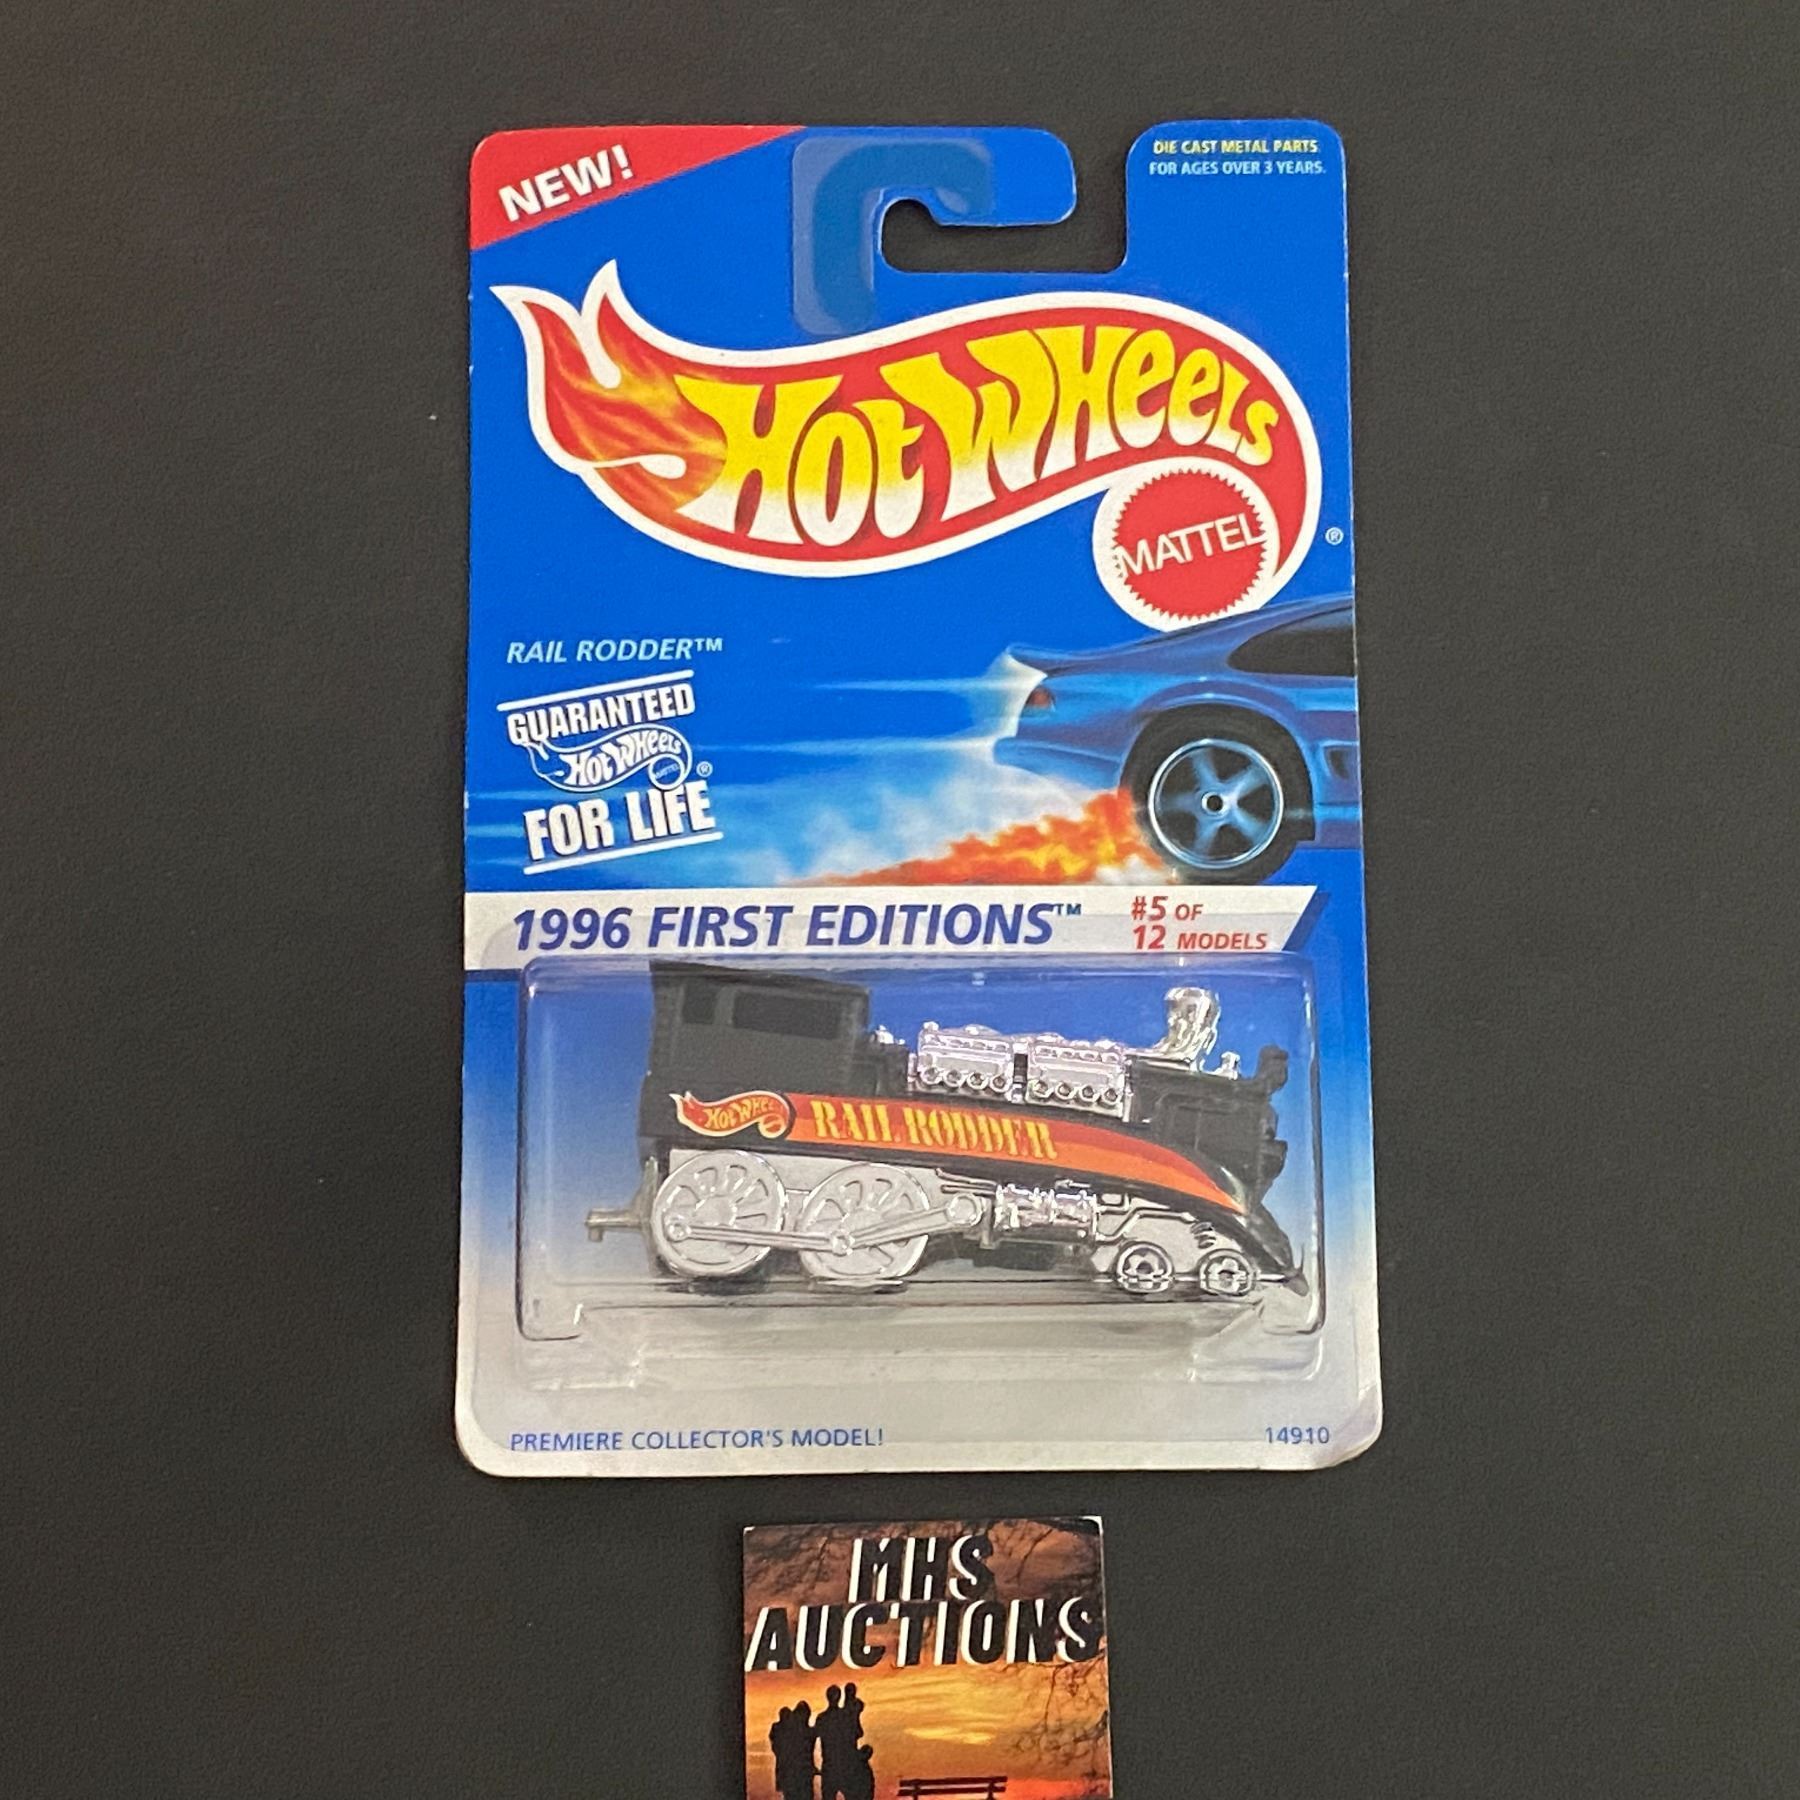 NEW!
DIE CAST METAL PARTS
FOR AGES OVER 3 YEARS.
HOT WHEELS
MATTEL
®
RAIL RODDER™
GUARANTEED
HOT WHEELS
MATTEL
®
FOR LIFE
1996 FIRST EDITIONS™
#5 OF
12 MODELS
HOT WHEELS RAIL RODDER
PREMIERE COLLECTOR'S MODEL!
14910
MHS
AUCTIONS